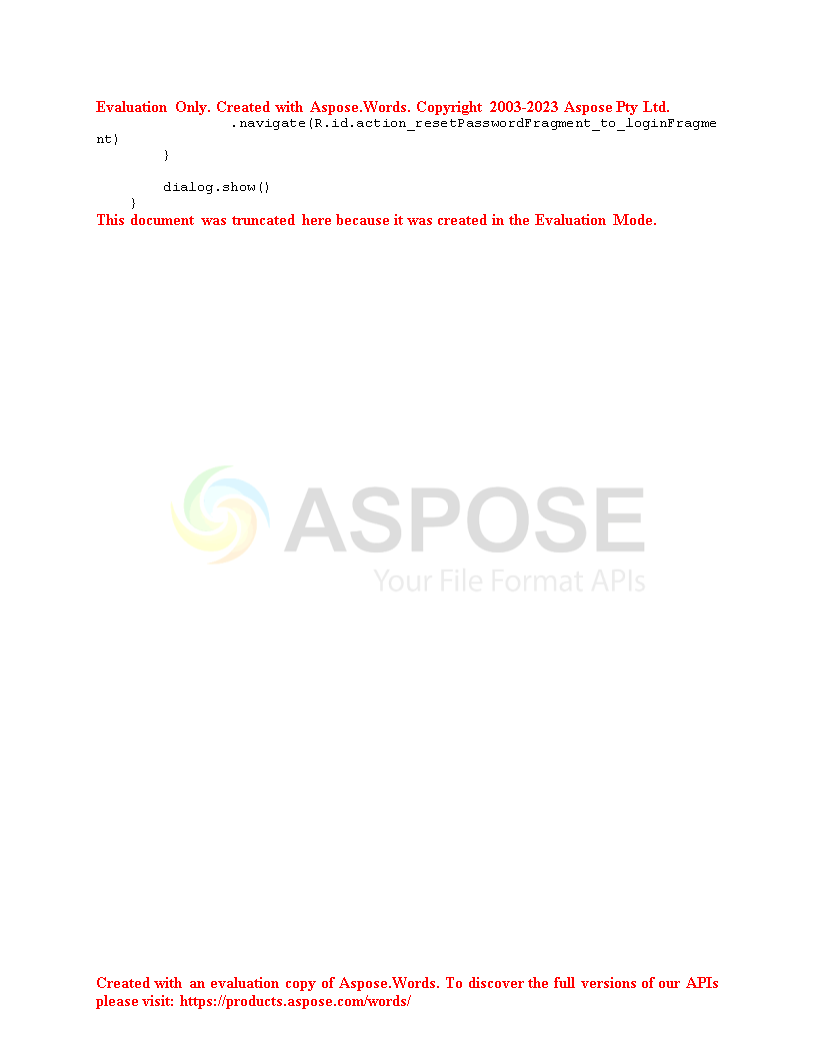 Evaluation Only. Created with Aspose.Words. Copyright 2003-2023 Aspose Pty Ltd.
                .navigate(R.id.action_resetPasswordFragment_to_loginFragme
nt)
        }
        dialog.show()
    }
This document was truncated here because it was created in the Evaluation Mode.
ASPOSE
Your File Format APIs
Created with an evaluation copy of Aspose.Words. To discover the full versions of our APIs
please visit: https://products.aspose.com/words/